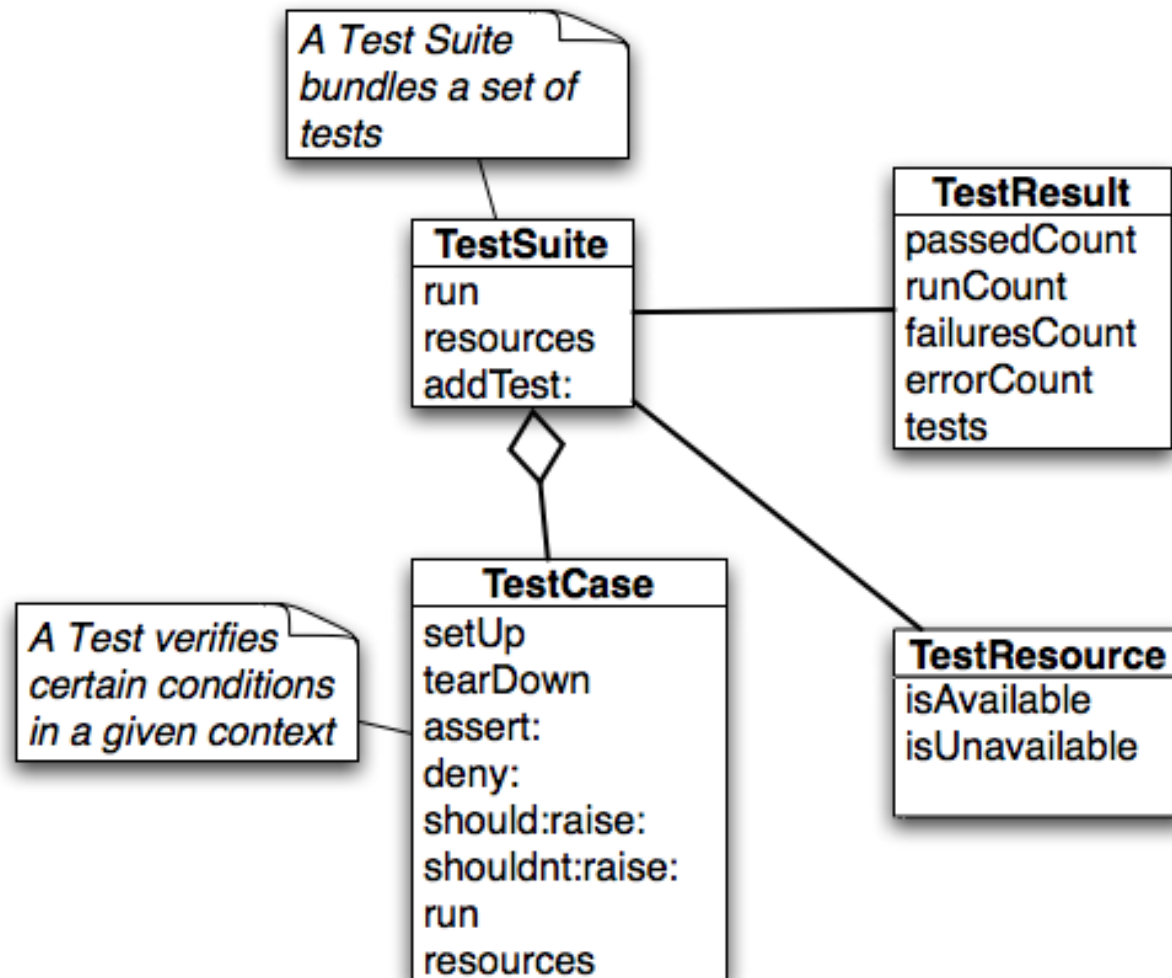 A Test Suite
bundles a set of
tests
TestSuite
run
resources
addTest:
TestResult
passedCount
runCount
failuresCount
errorCount
tests
A Test verifies
certain conditions
in a given context
TestCase
setUp
tearDown
assert:
deny:
should:raise:
shouldnt:raise:
run
resources
TestResource
isAvailable
isUnavailable